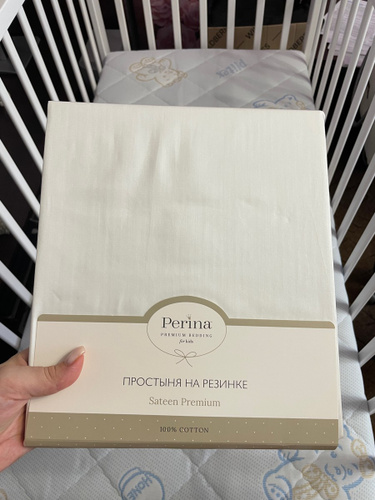 Perina
PREMIUM BEDDING
for kids
ПРОСТЫНЯ НА РЕЗИНКЕ
Sateen Premium
100% COTTON